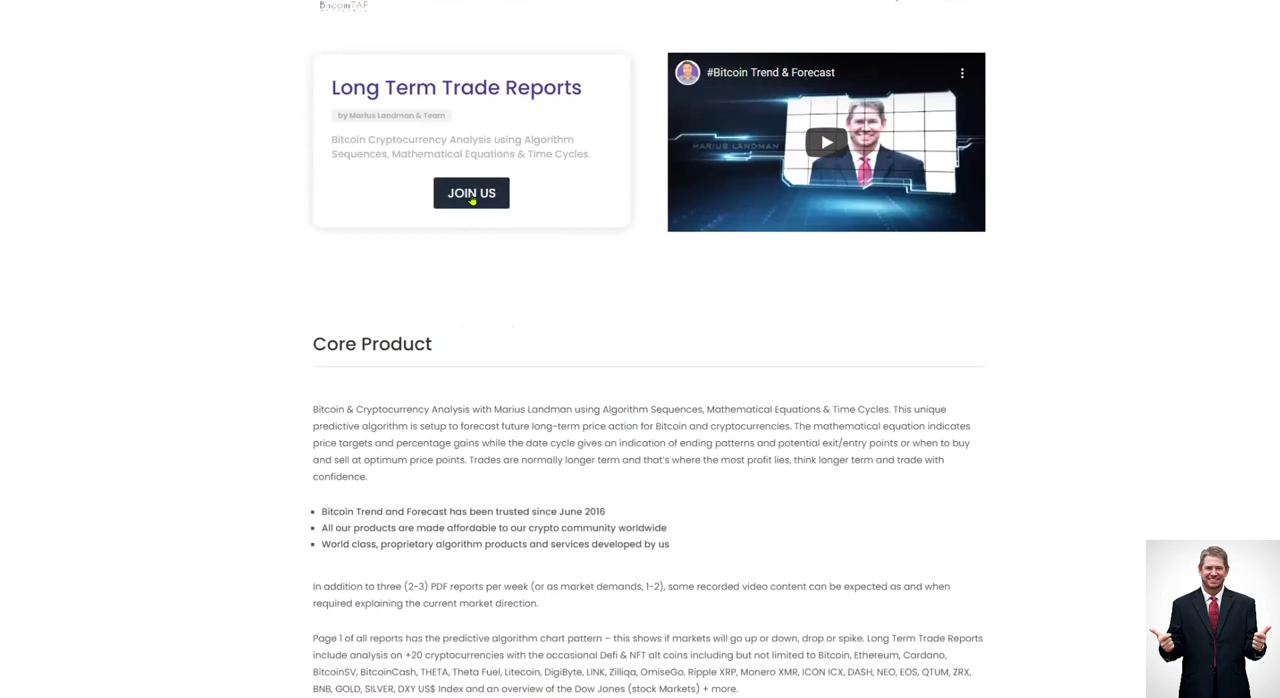 BitcoinTAF
Long Term Trade Reports
#Bitcoin Trend & Forecast
by Marius Landman & Team
Bitcoin Cryptocurrency Analysis using Algorithm
Sequences, Mathematical Equations & Time Cycles.
MARIUS LANDMAN
JOIN US
Core Product
Bitcoin & Cryptocurrency Analysis with Marius Landman using Algorithm Sequences, Mathematical Equations & Time Cycles. This unique
predictive algorithm is setup to forecast future long-term price action for Bitcoin and cryptocurrencies. The mathematical equation indicates
price targets and percentage gains while the date cycle gives an indication of ending patterns and potential exit/entry points or when to buy
and sell at optimum price points. Trades are normally longer term and that's where the most profit lies, think longer term and trade with
confidence.
Bitcoin Trend and Forecast has been trusted since June 2016
All our products are made affordable to our crypto community worldwide
World class, proprietary algorithm products and services developed by us
In addition to three (2-3) PDF reports per week (or as market demands, 1-2), some recorded video content can be expected as and when
required explaining the current market direction.
Page 1 of all reports has the predictive algorithm chart pattern – this shows if markets will go up or down, drop or spike. Long Term Trade Reports
include analysis on +20 cryptocurrencies with the occasional Defi & NFT alt coins including but not limited to Bitcoin, Ethereum, Cardano,
BitcoinSV, BitcoinCash, THETA, Theta Fuel, Litecoin, DigiByte, LINK, Zilliqa, OmiseGo, Ripple XRP, Monero XMR, ICON ICX, DASH, NEO, EOS, QTUM, ZRX,
BNB, GOLD, SILVER, DXY US$ Index and an overview of the Dow Jones (stock Markets) + more.